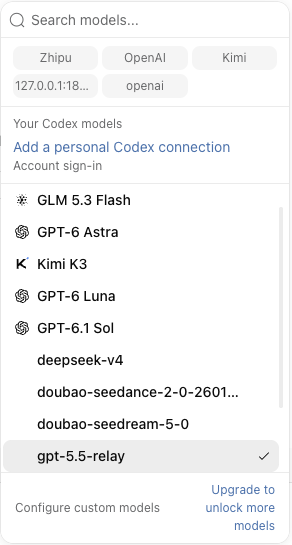 Search models...
Zhipu
OpenAI
Kimi
127.0.0.1:18...
openai
Your Codex models
Add a personal Codex connection
Account sign-in
GLM 5.3 Flash
GPT-6 Astra
Kimi K3
GPT-6 Luna
GPT-6.1 Sol
deepseek-v4
doubao-seedance-2-0-2601...
doubao-seedream-5-0
gpt-5.5-relay
Configure custom models
Upgrade to
unlock more
models